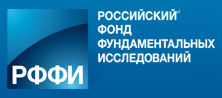 РОССИЙСКИЙ
ФОНД
ФУНДАМЕНТАЛЬНЫХ
ИССЛЕДОВАНИЙ
РФФИ